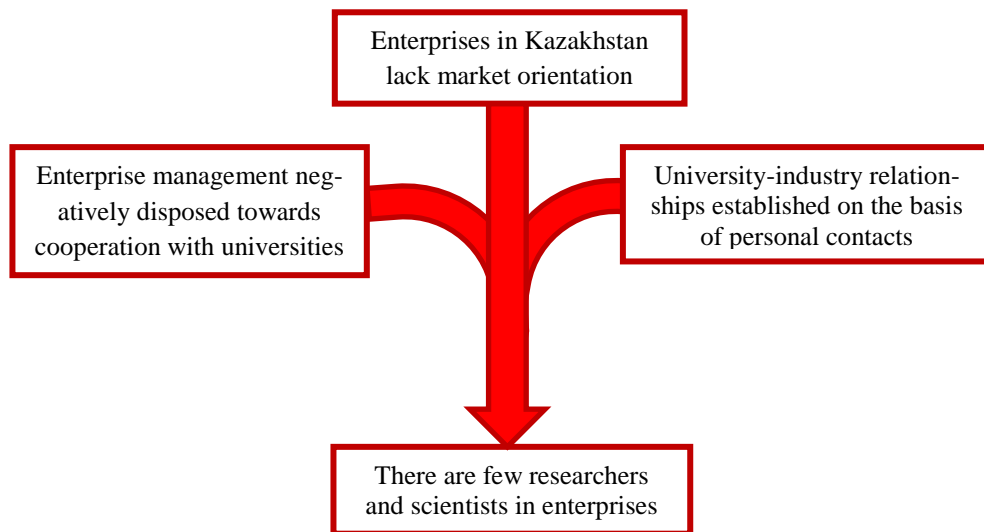 Enterprises in Kazakhstan
lack market orientation
Enterprise management neg-
atively disposed towards
cooperation with universities
University-industry relation-
ships established on the basis
of personal contacts
There are few researchers
and scientists in enterprises